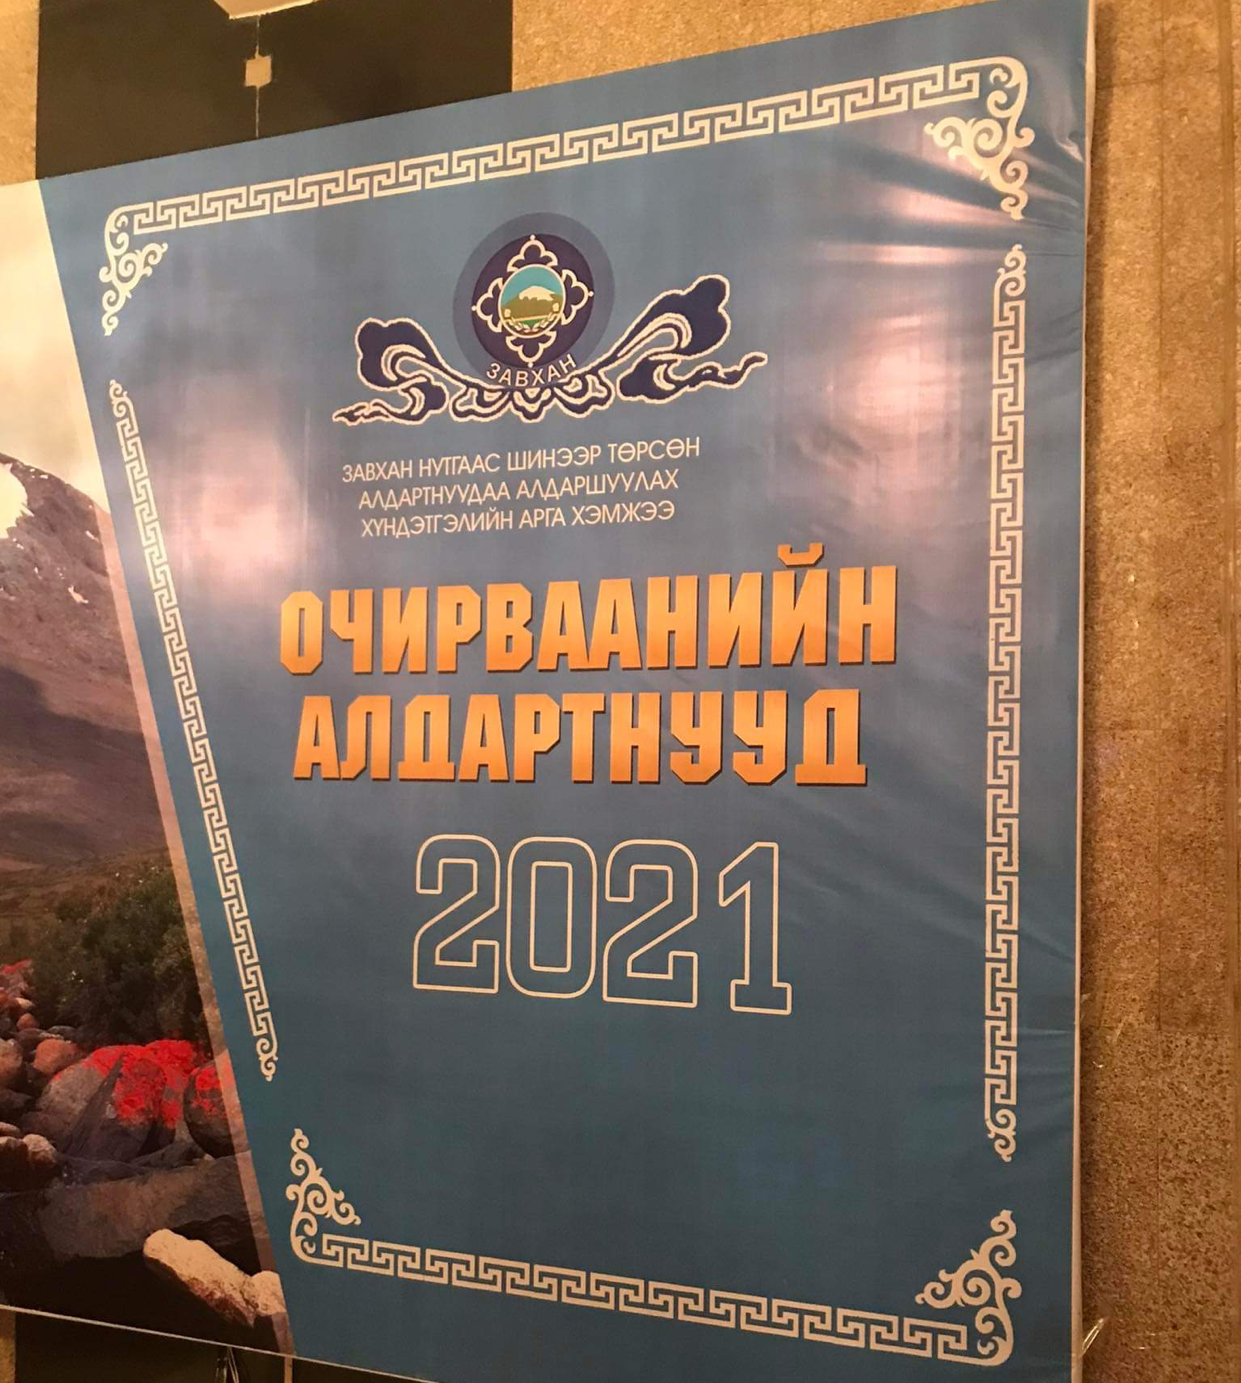 ЗАВХАН
ЗАВХАН НУТГААС ШИНЭЭР ТӨРСӨН
АЛДАРТНУУДАА АЛДАРШУУЛАХ
ХҮНДЭТГЭЛИЙН АРГА ХЭМЖЭЭ
ОЧИРВААНИЙН
АЛДАРТНУУД
2021